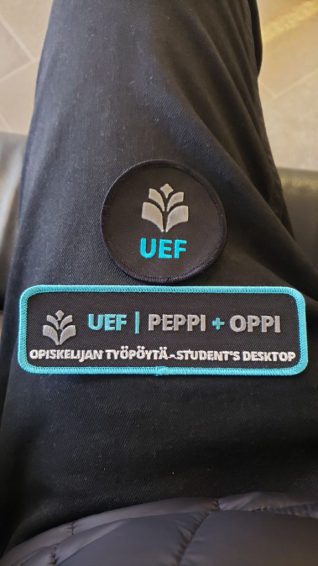 UEF
UEF | PEPPI + OPPI
OPISKELIJAN TYÖPÖYTÄ-STUDENT'S DESKTOP